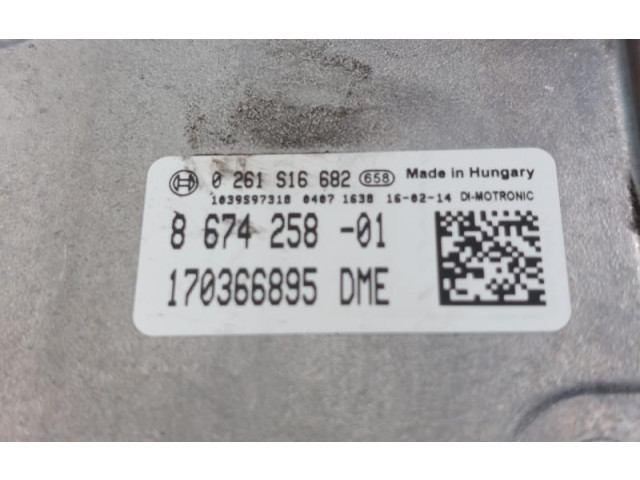 0 261 S16 682 658 Made in Hungary
1039S97318 0407 1638 16-02-14 DI-MOTRONIC
8 674 258 -01
170366895 DME